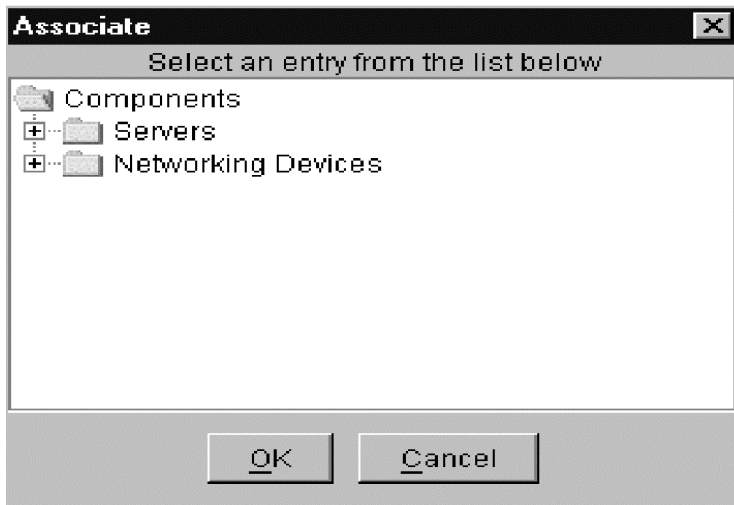 Associate
Select an entry from the list below
Components
Servers
Networking Devices
OK
Cancel